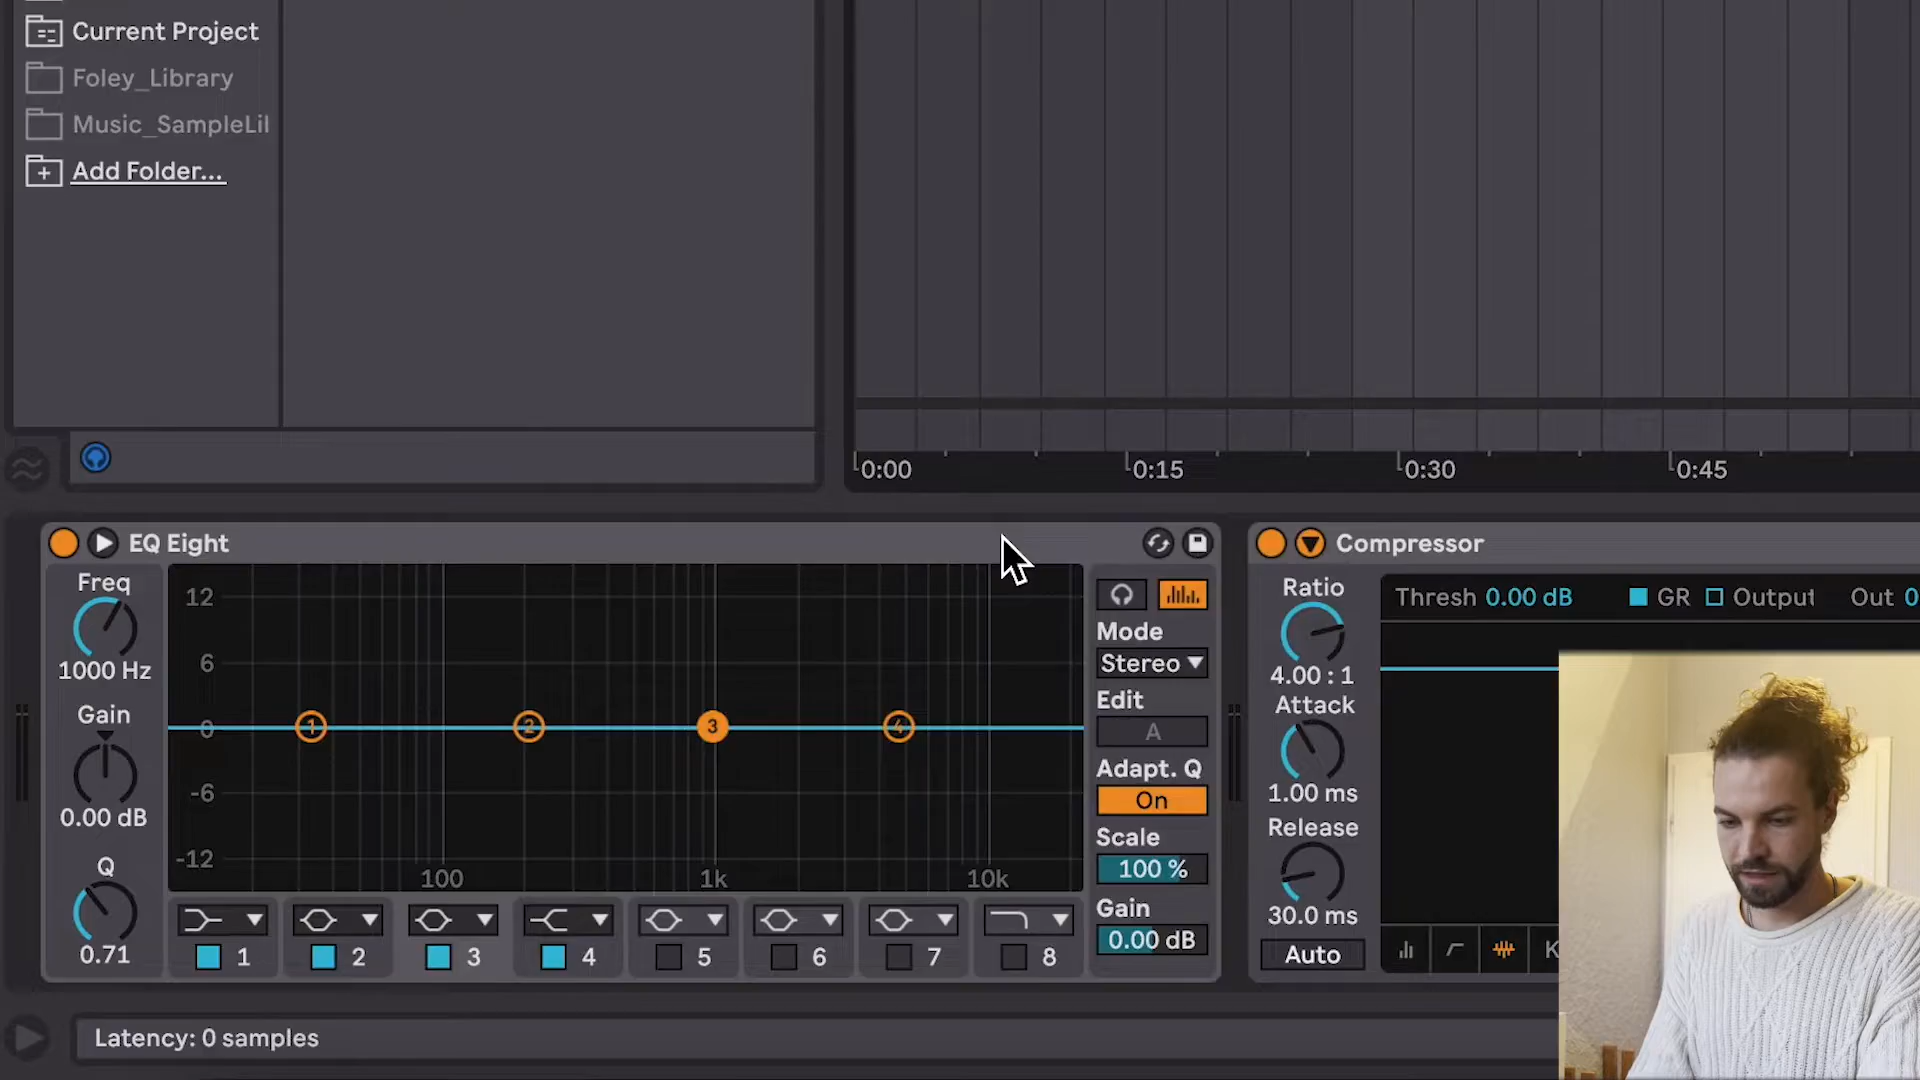 Current Project
Foley_Library
Music_SampleLil
Add Folder...
0:00 0:15 0:30 0:45
EQ Eight
Freq
1000 Hz
Gain
0.00 dB
Q
0.71
12
6
0
-6
-12
1 2 3 4
100 1k 10k
1 2 3 4 5 6 7 8
Mode
Stereo
Edit
A
Adapt. Q
On
Scale
100 %
Gain
0.00 dB
Compressor
Ratio
4.00 : 1
Attack
1.00 ms
Release
30.0 ms
Auto
Thresh 0.00 dB GR Output Out 0
K
Latency: 0 samples